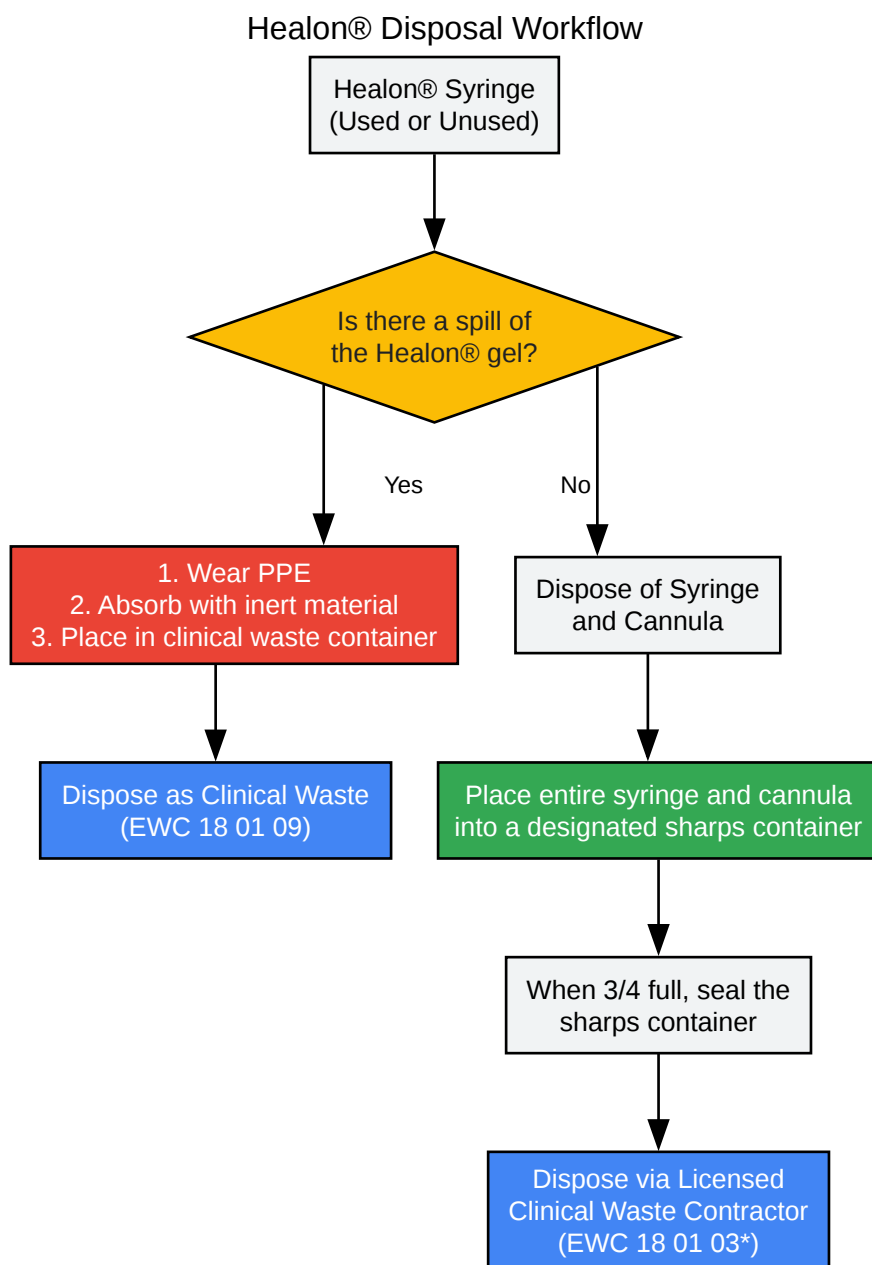 Healon® Disposal Workflow
Healon® Syringe
(Used or Unused)
Is there a spill of
the Healon® gel?
Yes
No
1. Wear PPE
2. Absorb with inert material
3. Place in clinical waste container
Dispose of Syringe
and Cannula
Dispose as Clinical Waste
(EWC 18 01 09)
Place entire syringe and cannula
into a designated sharps container
When 3/4 full, seal the
sharps container
Dispose via Licensed
Clinical Waste Contractor
(EWC 18 01 03*)